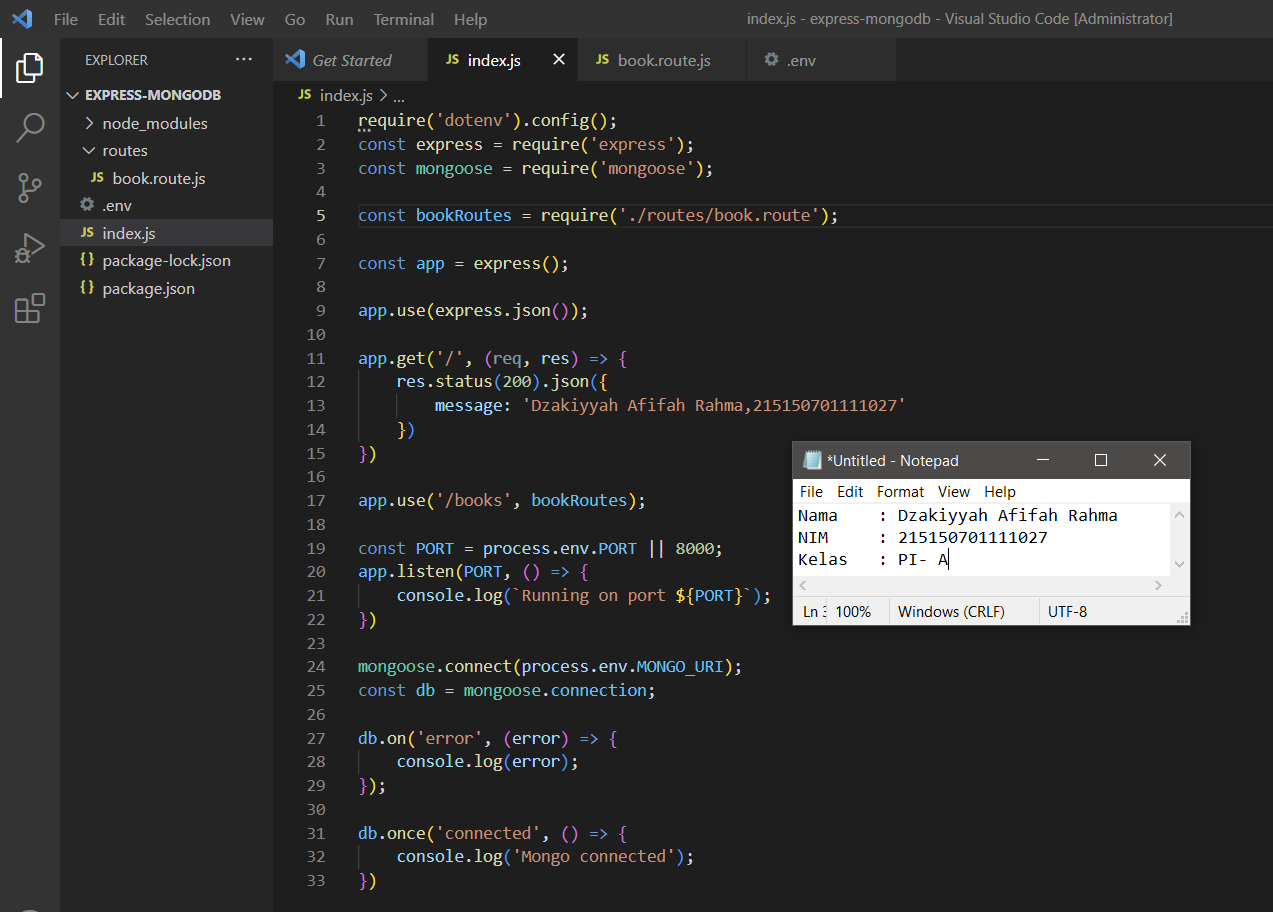 File Edit Selection View Go Run Terminal Help
index.js - express-mongodb - Visual Studio Code [Administrator]
EXPLORER ···
EXPRESS-MONGODB
node_modules
routes
JS book.route.js
.env
JS index.js
{} package-lock.json
{} package.json
Get Started
JS index.js
JS book.route.js
.env
JS index.js > ...
1 require('dotenv').config();
2 const express = require('express');
3 const mongoose = require('mongoose');
4
5 const bookRoutes = require('./routes/book.route');
6
7 const app = express();
8
9 app.use(express.json());
10
11 app.get('/', (req, res) => {
12     res.status(200).json({
13         message: 'Dzakiyyah Afifah Rahma,215150701111027'
14     })
15 })
16
17 app.use('/books', bookRoutes);
18
19 const PORT = process.env.PORT || 8000;
20 app.listen(PORT, () => {
21     console.log(`Running on port ${PORT}`);
22 })
23
24 mongoose.connect(process.env.MONGO_URI);
25 const db = mongoose.connection;
26
27 db.on('error', (error) => {
28     console.log(error);
29 });
30
31 db.once('connected', () => {
32     console.log('Mongo connected');
33 })
*Untitled - Notepad
File Edit Format View Help
Nama : Dzakiyyah Afifah Rahma
NIM : 215150701111027
Kelas : PI- A
Ln 100% Windows (CRLF) UTF-8